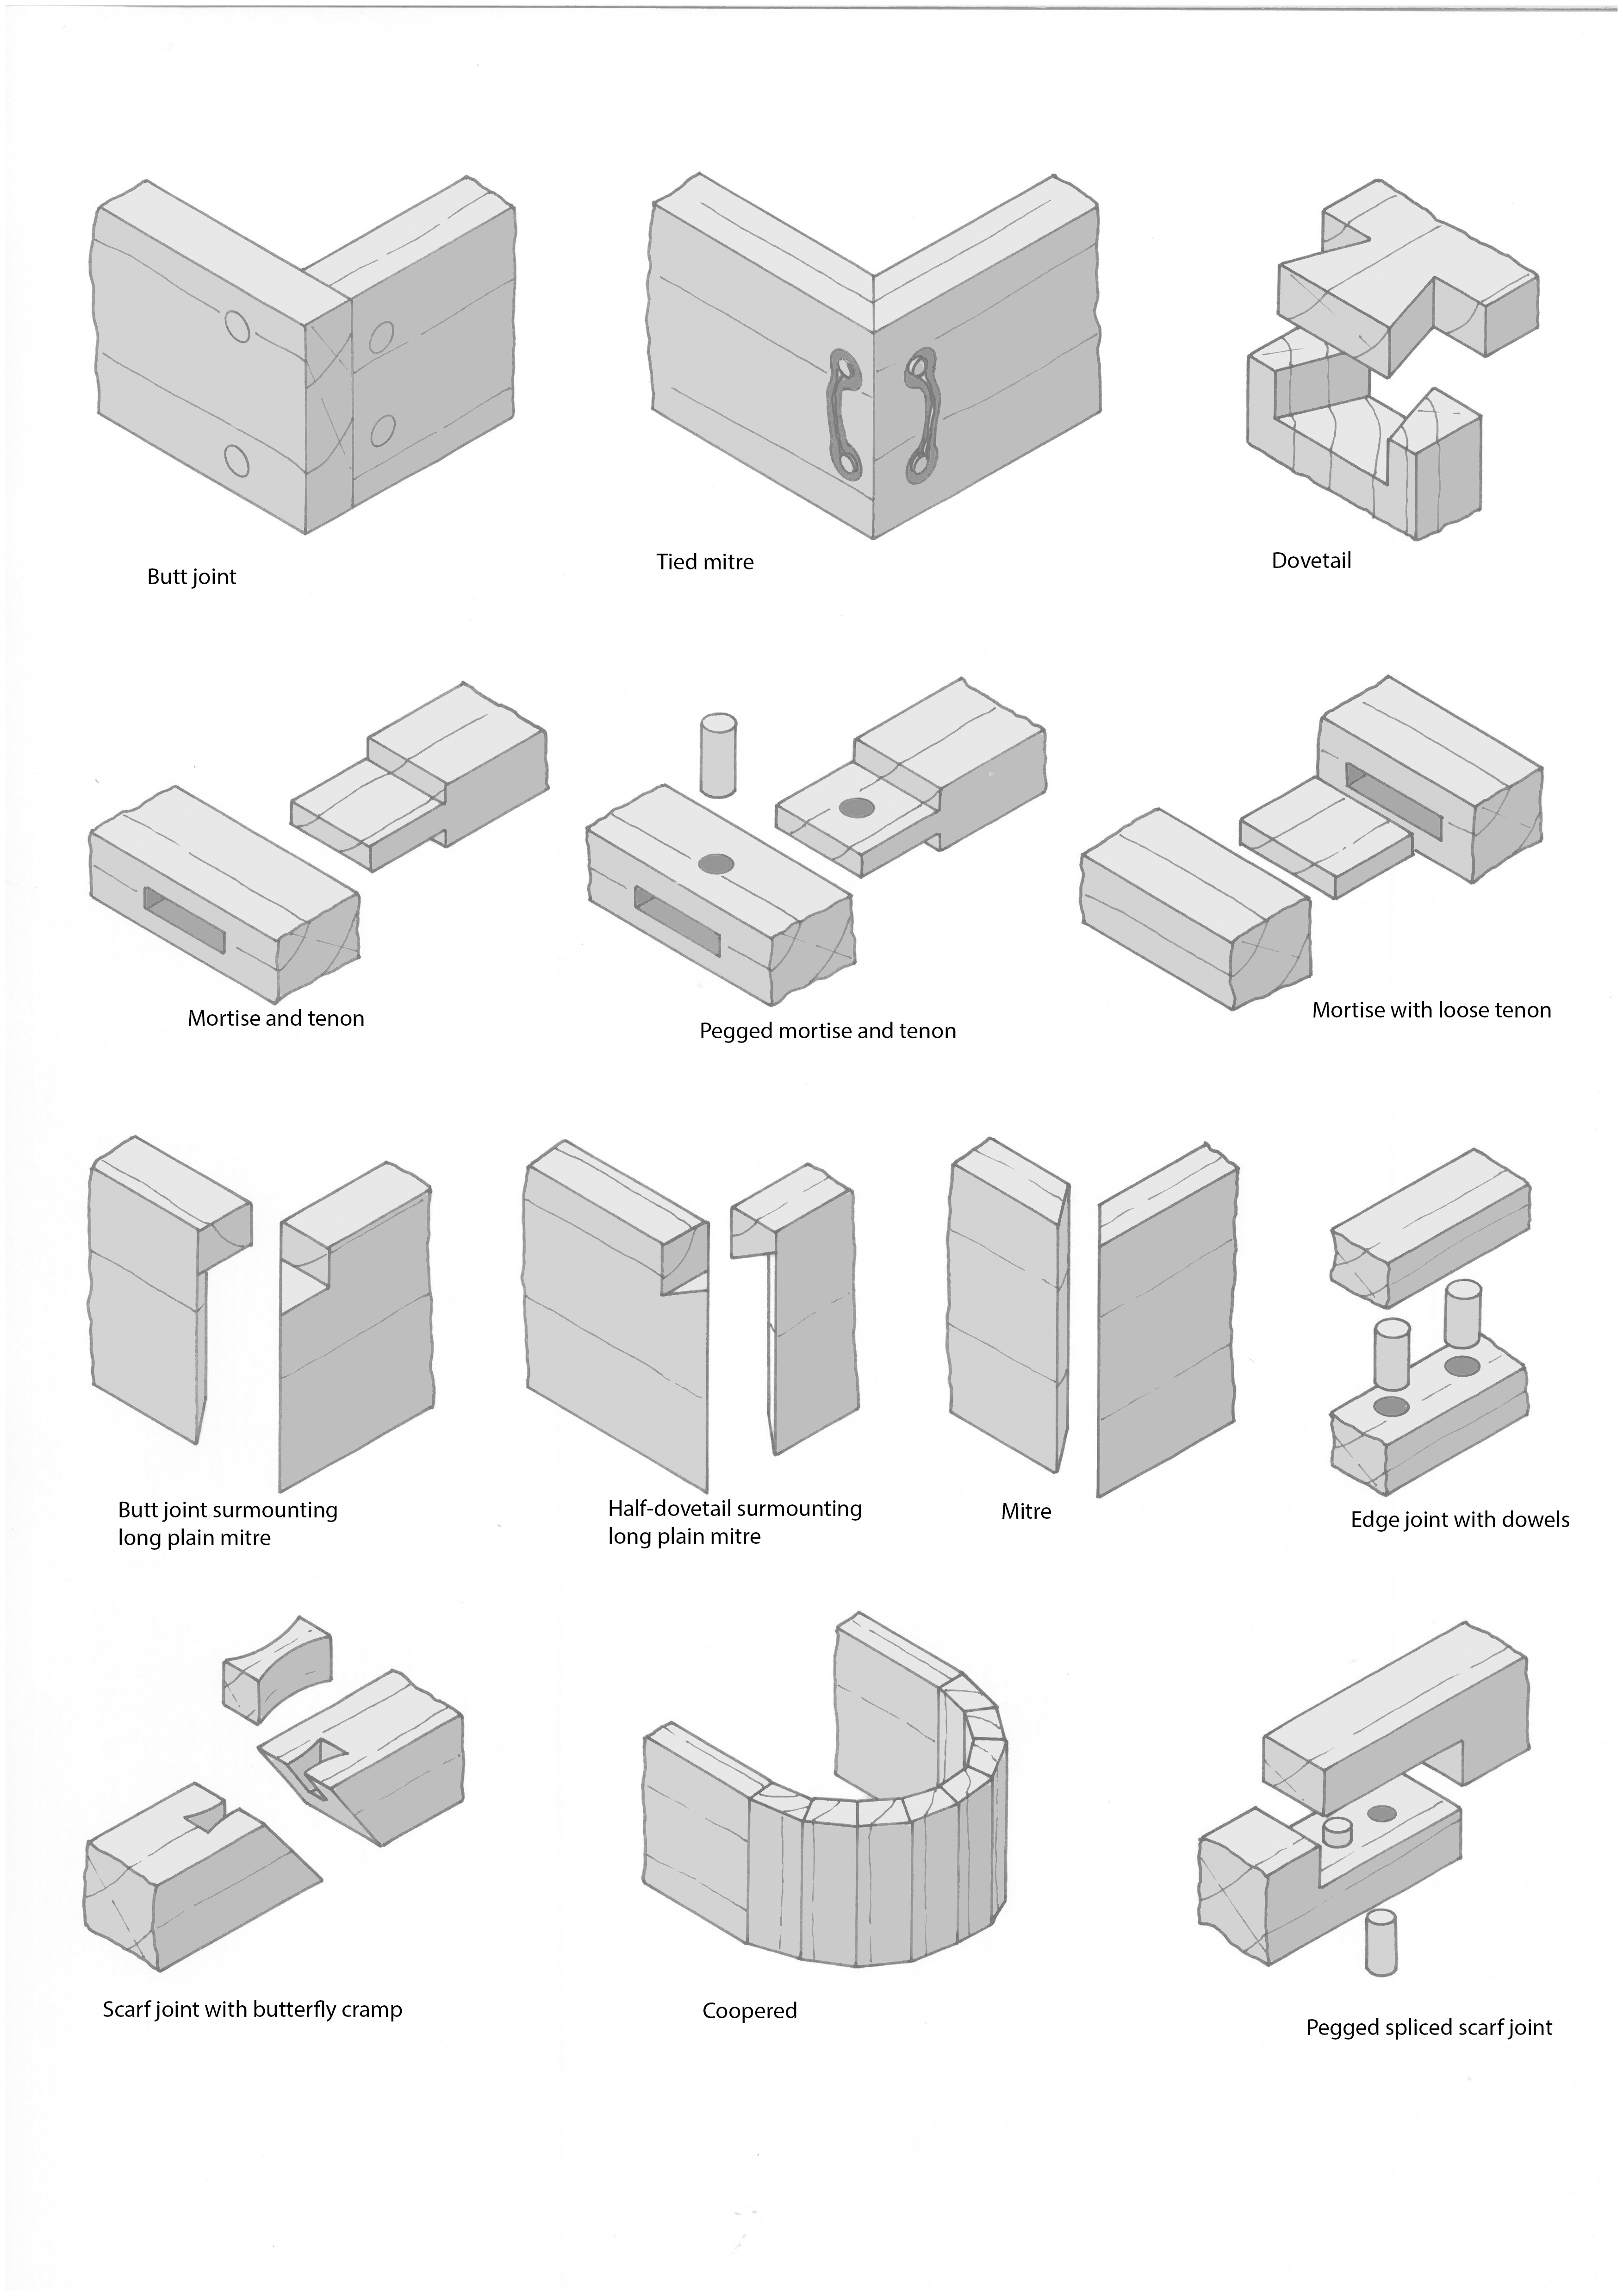 Butt joint
Tied mitre
Dovetail
Mortise and tenon
Pegged mortise and tenon
Mortise with loose tenon
Butt joint surmounting
long plain mitre
Half-dovetail surmounting
long plain mitre
Mitre
Edge joint with dowels
Scarf joint with butterfly cramp
Coopered
Pegged spliced scarf joint